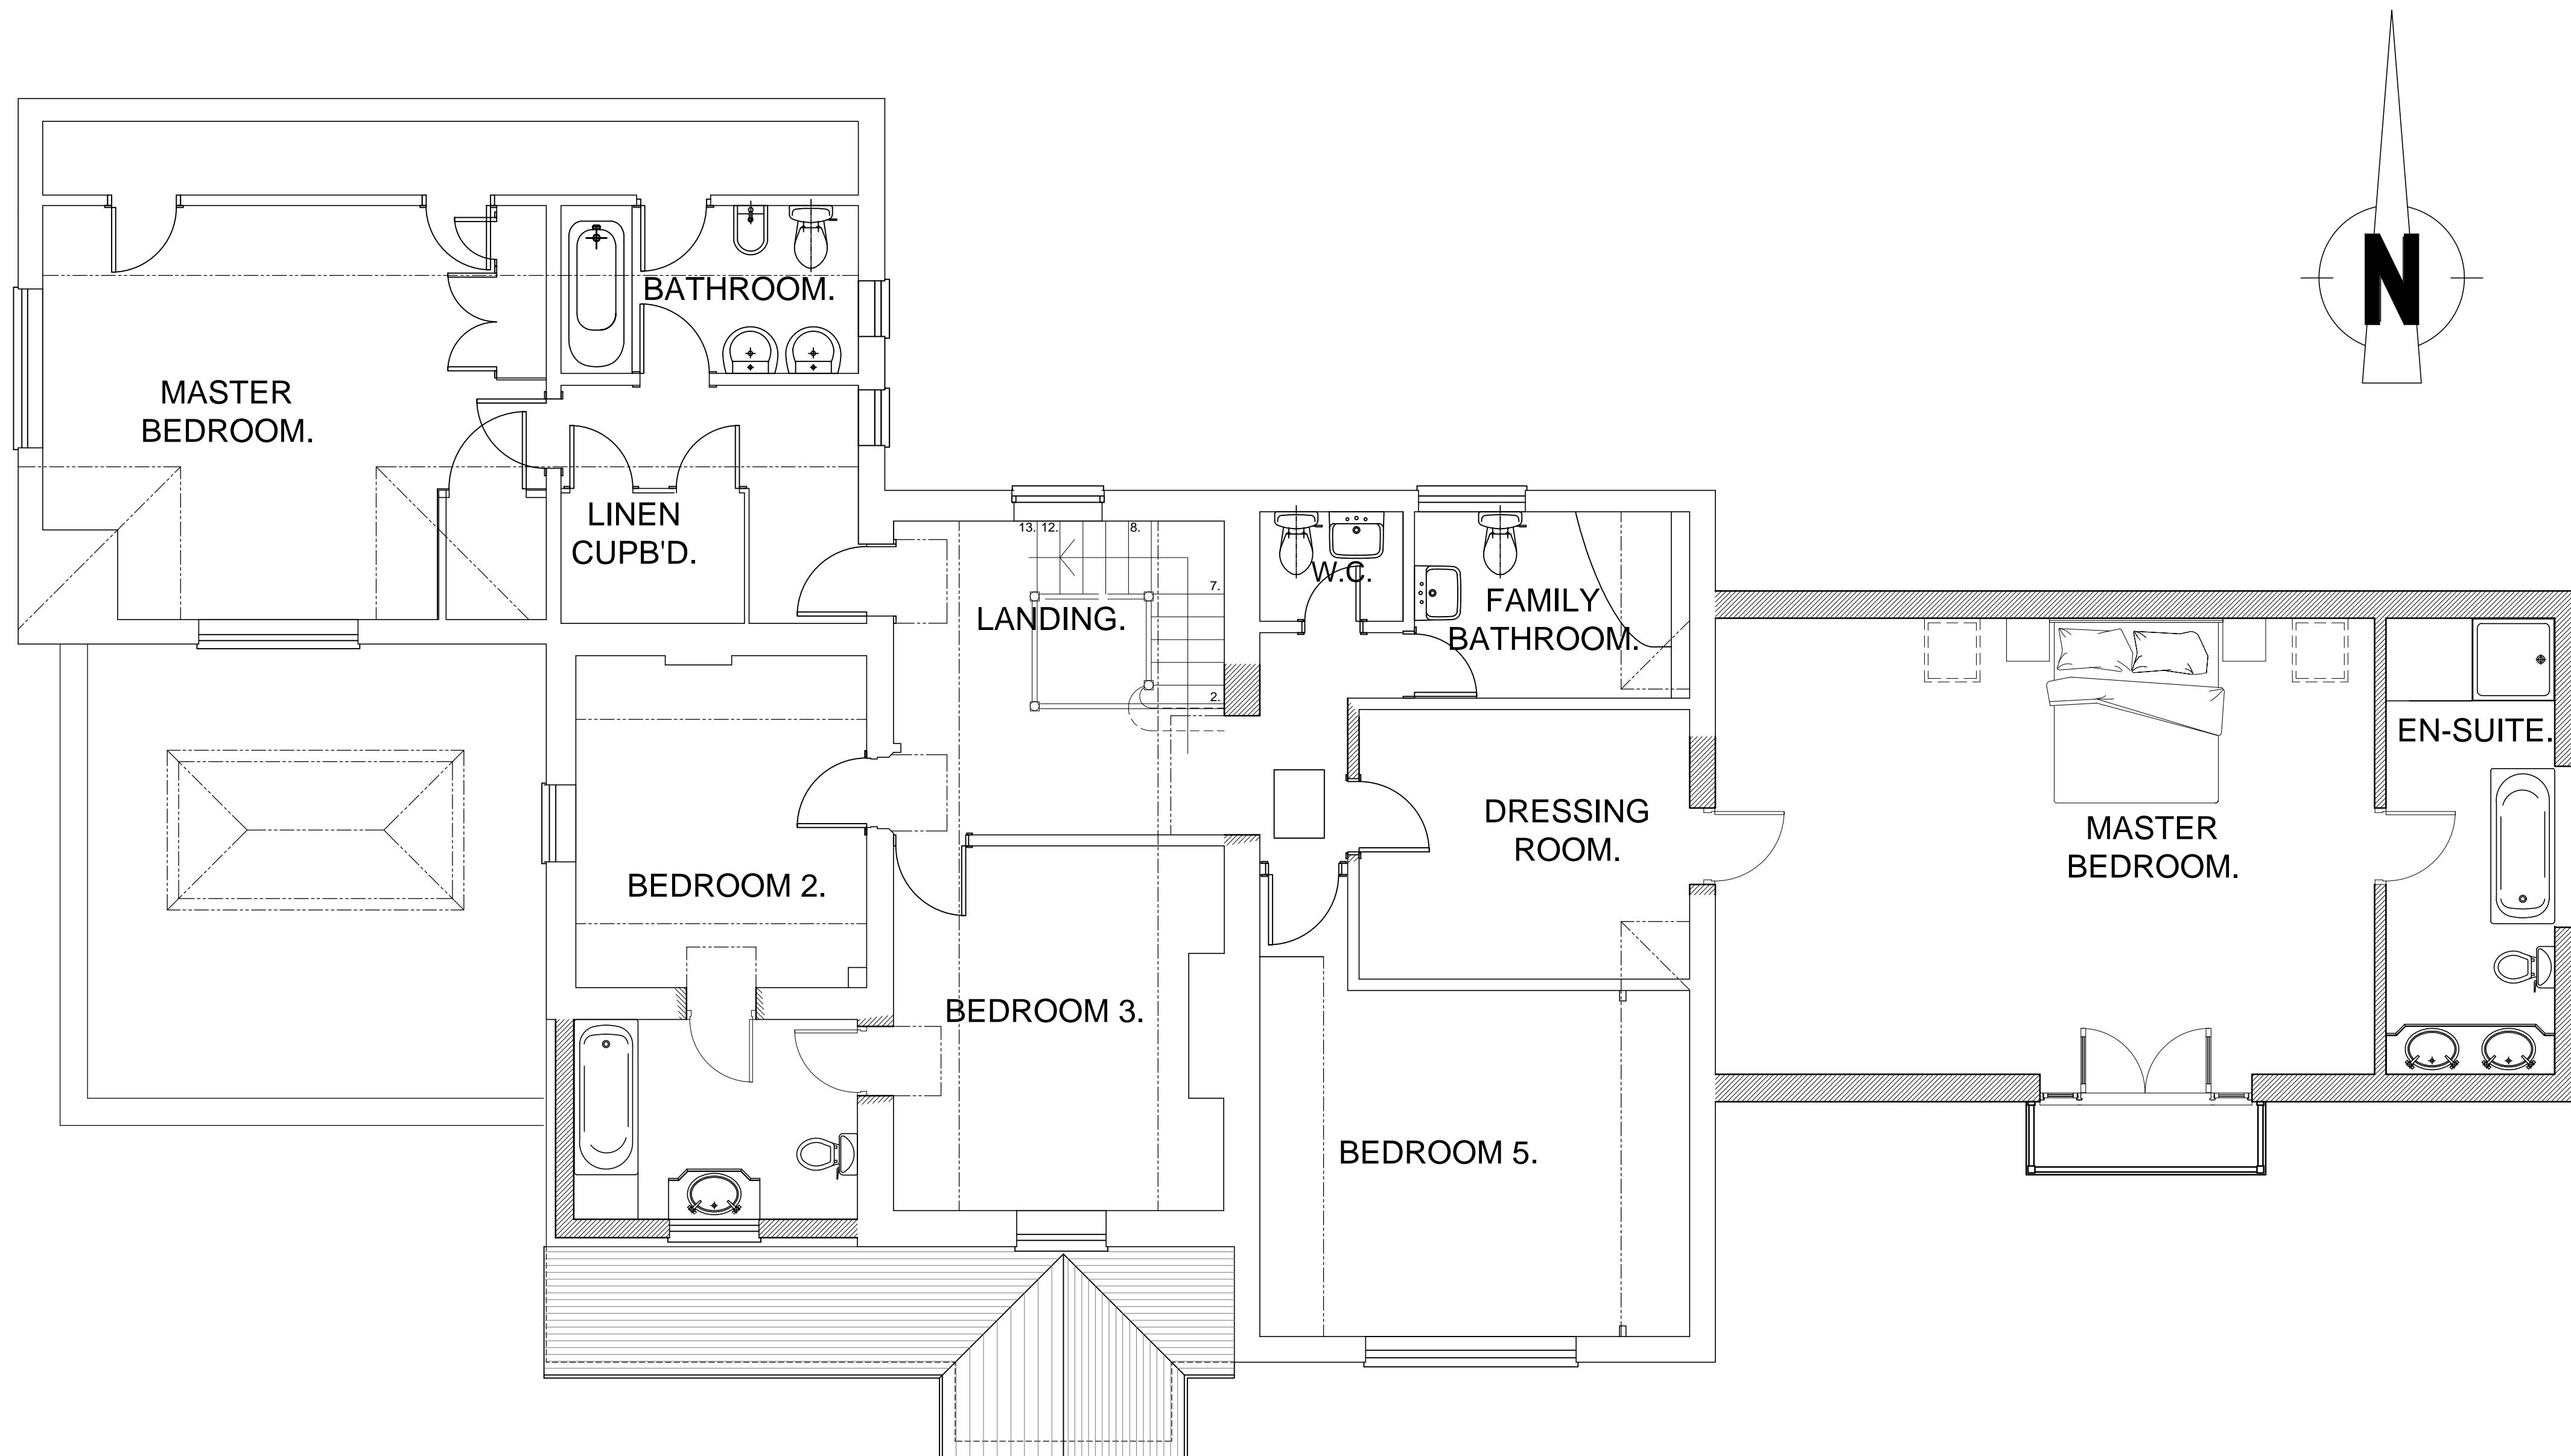 N
BATHROOM.
MASTER
BEDROOM.
LINEN
CUPB'D.
13. 12. 8.
7.
2.
LANDING.
W.C.
FAMILY
BATHROOM.
EN-SUITE.
DRESSING
ROOM.
MASTER
BEDROOM.
BEDROOM 2.
BEDROOM 3.
BEDROOM 5.